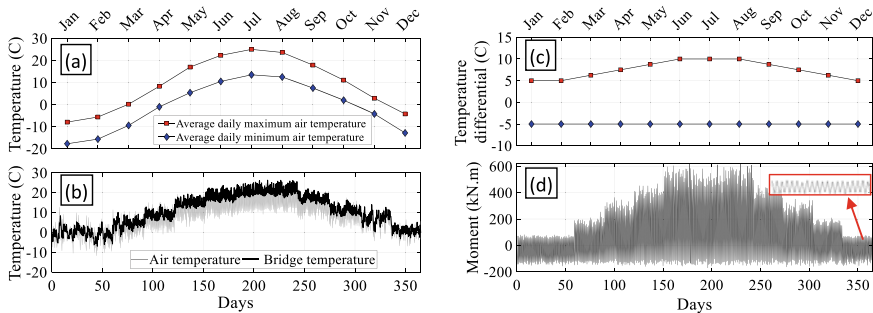 Jan Feb Mar Apr May Jun Jul Aug Sep Oct Nov Dec
Temperature (C)
30
20
10
0
-10
-20
(a)
Average daily maximum air temperature
Average daily minimum air temperature
Temperature (C)
30
20
10
0
-10
-20
(b)
Air temperature Bridge temperature
0 50 100 150 200 250 300 350
Days
Jan Feb Mar Apr May Jun Jul Aug Sep Oct Nov Dec
Temperature
differential (C)
15
10
5
0
-5
-10
(c)
Moment (kN.m)
600
400
200
0
-200
(d)
0 50 100 150 200 250 300 350
Days